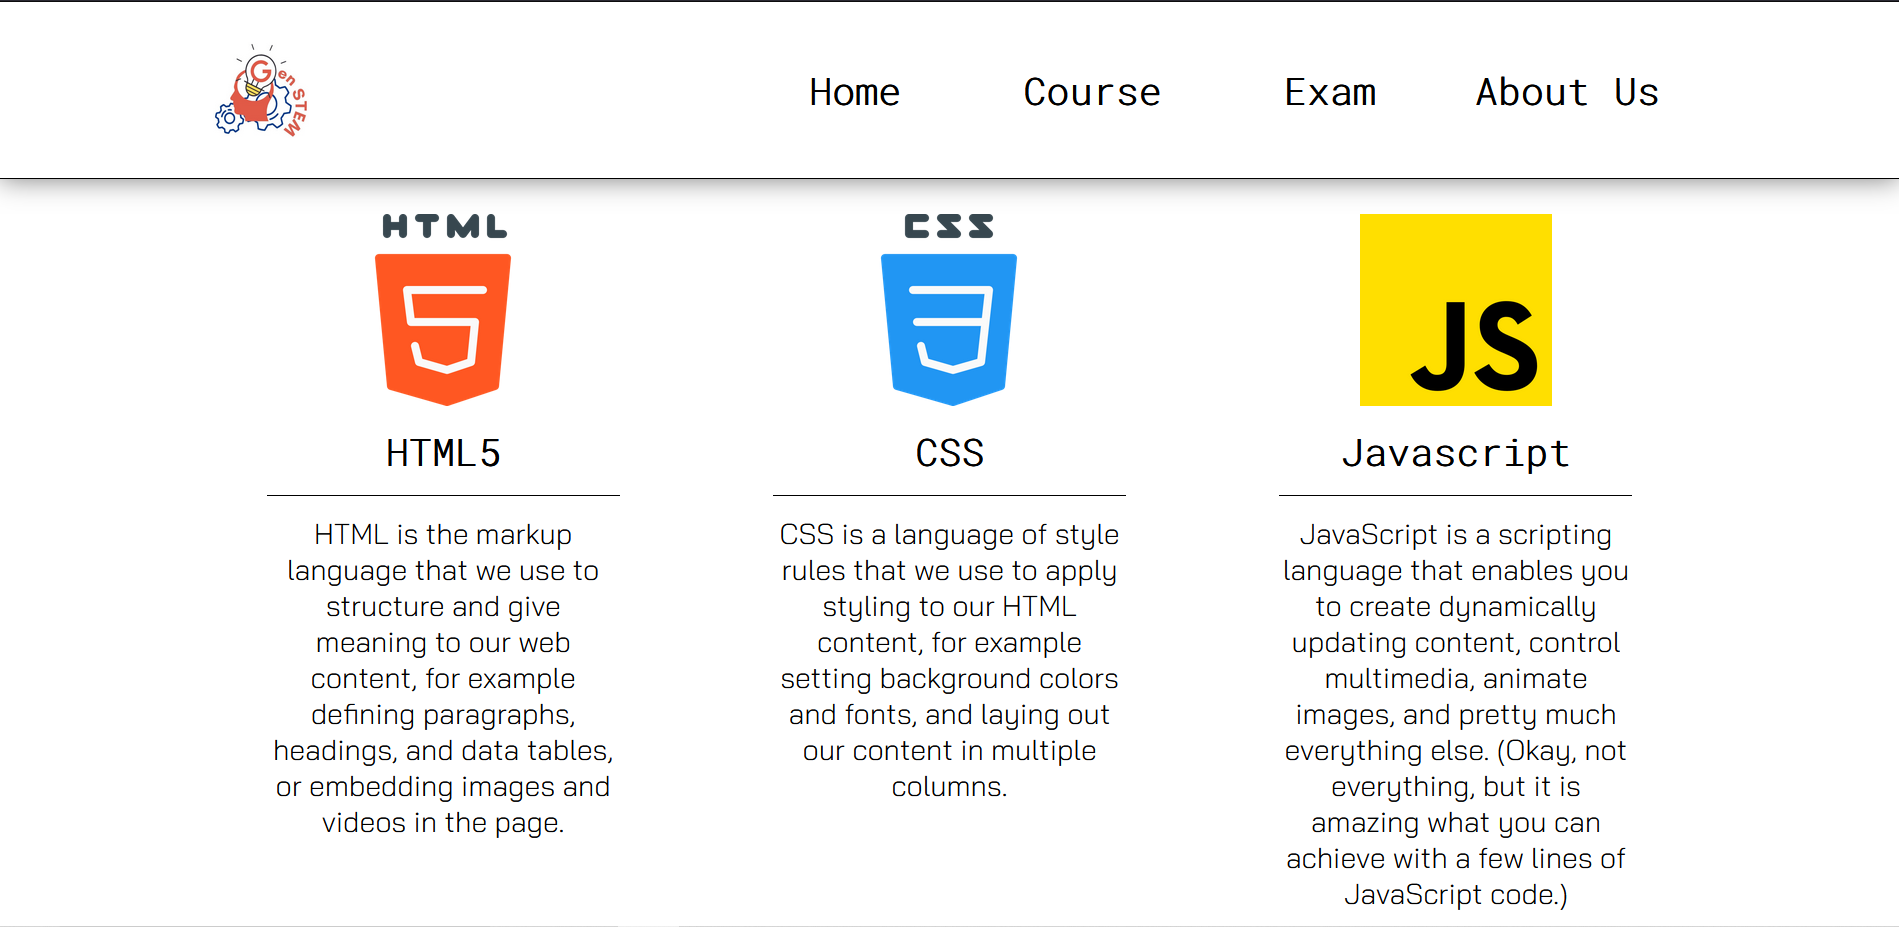 Gen STEM
Home Course Exam About Us
HTML
5
HTML5
HTML is the markup
language that we use to
structure and give
meaning to our web
content, for example
defining paragraphs,
headings, and data tables,
or embedding images and
videos in the page.
CSS
3
CSS
CSS is a language of style
rules that we use to apply
styling to our HTML
content, for example
setting background colors
and fonts, and laying out
our content in multiple
columns.
JS
Javascript
JavaScript is a scripting
language that enables you
to create dynamically
updating content, control
multimedia, animate
images, and pretty much
everything else. (Okay, not
everything, but it is
amazing what you can
achieve with a few lines of
JavaScript code.)